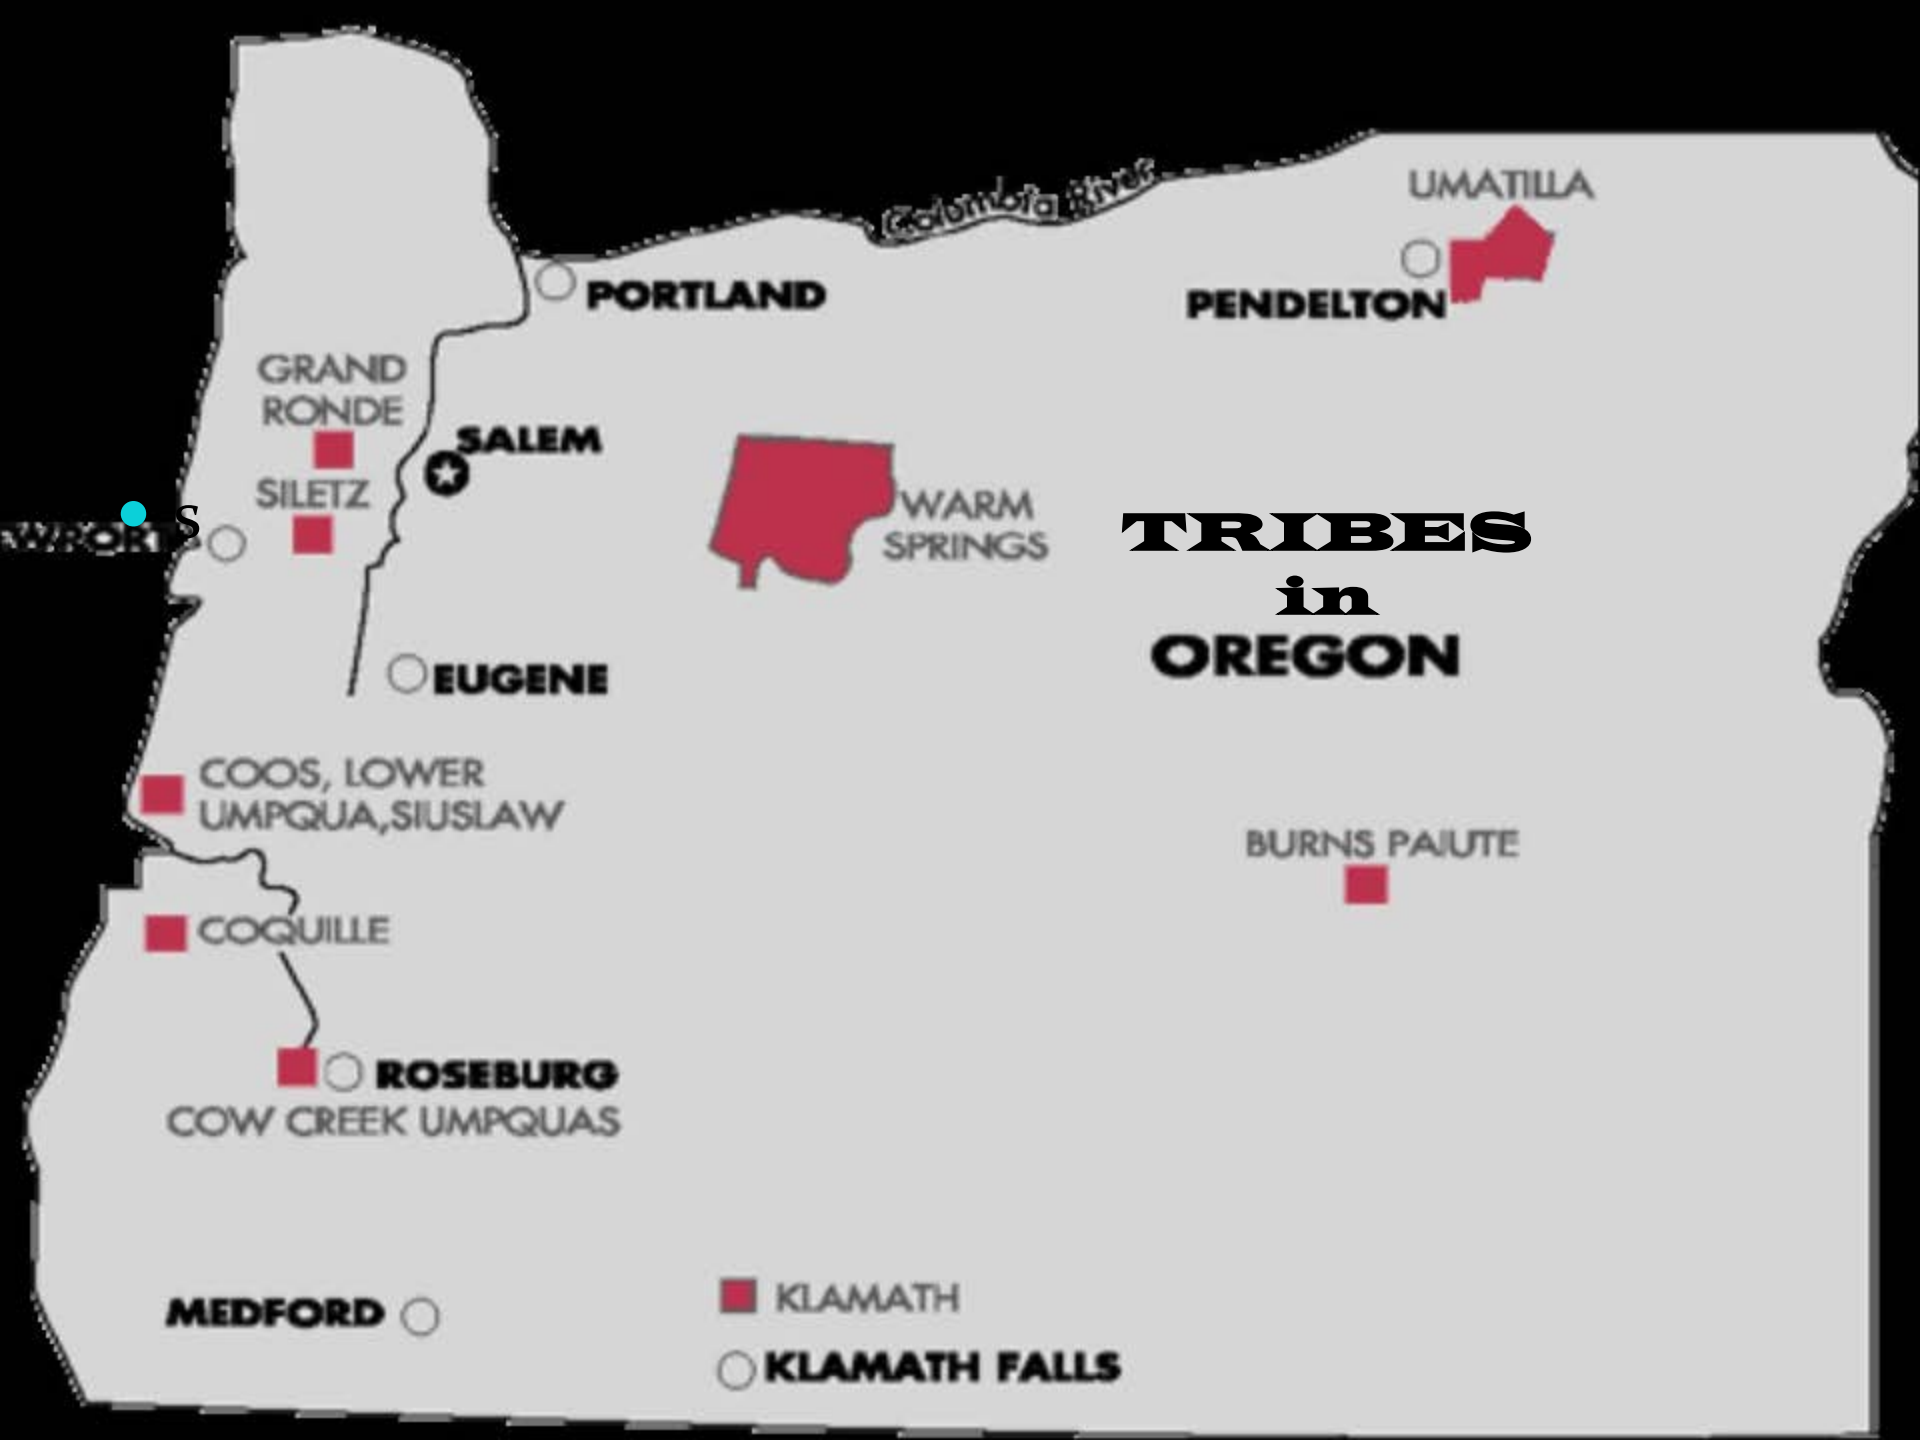 Columbia River
UMATILLA
PORTLAND
PENDELTON
GRAND
RONDE
SALEM
SILETZ
S
WARM
SPRINGS
TRIBES
in
OREGON
EUGENE
COOS, LOWER
UMPQUA,SIUSLAW
BURNS PAIUTE
COQUILLE
ROSEBURG
COW CREEK UMPQUAS
KLAMATH
MEDFORD
KLAMATH FALLS